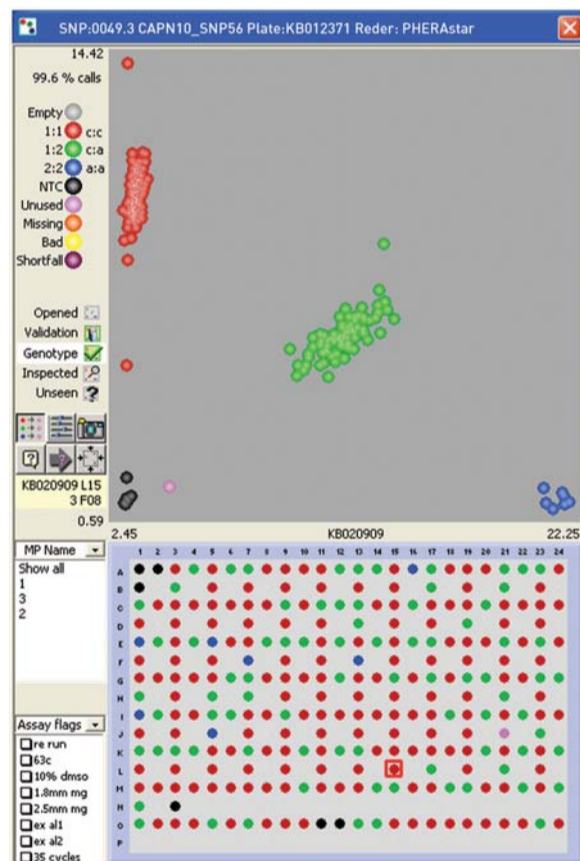 SNP:0049.3 CAPN10_SNP56 Plate:KB012371 Reder: PHERAstar
14.42
99.6 % calls
Empty
1:1 c:c
1:2 c:a
2:2 a:a
NTC
Unused
Missing
Bad
Shortfall
Opened
Validation
Genotype
Inspected
Unseen
KB020909 L15
3 F08
0.59
2.45 KB020909 22.25
MP Name
Show all
1
3
2
1 2 3 4 5 6 7 8 9 10 11 12 13 14 15 16 17 18 19 20 21 22 23 24
A
B
C
D
E
F
G
H
I
J
K
L
M
N
O
P
Assay flags
re run
63c
10% dmso
1.8mm mg
2.5mm mg
ex al1
ex al2
35 cycles